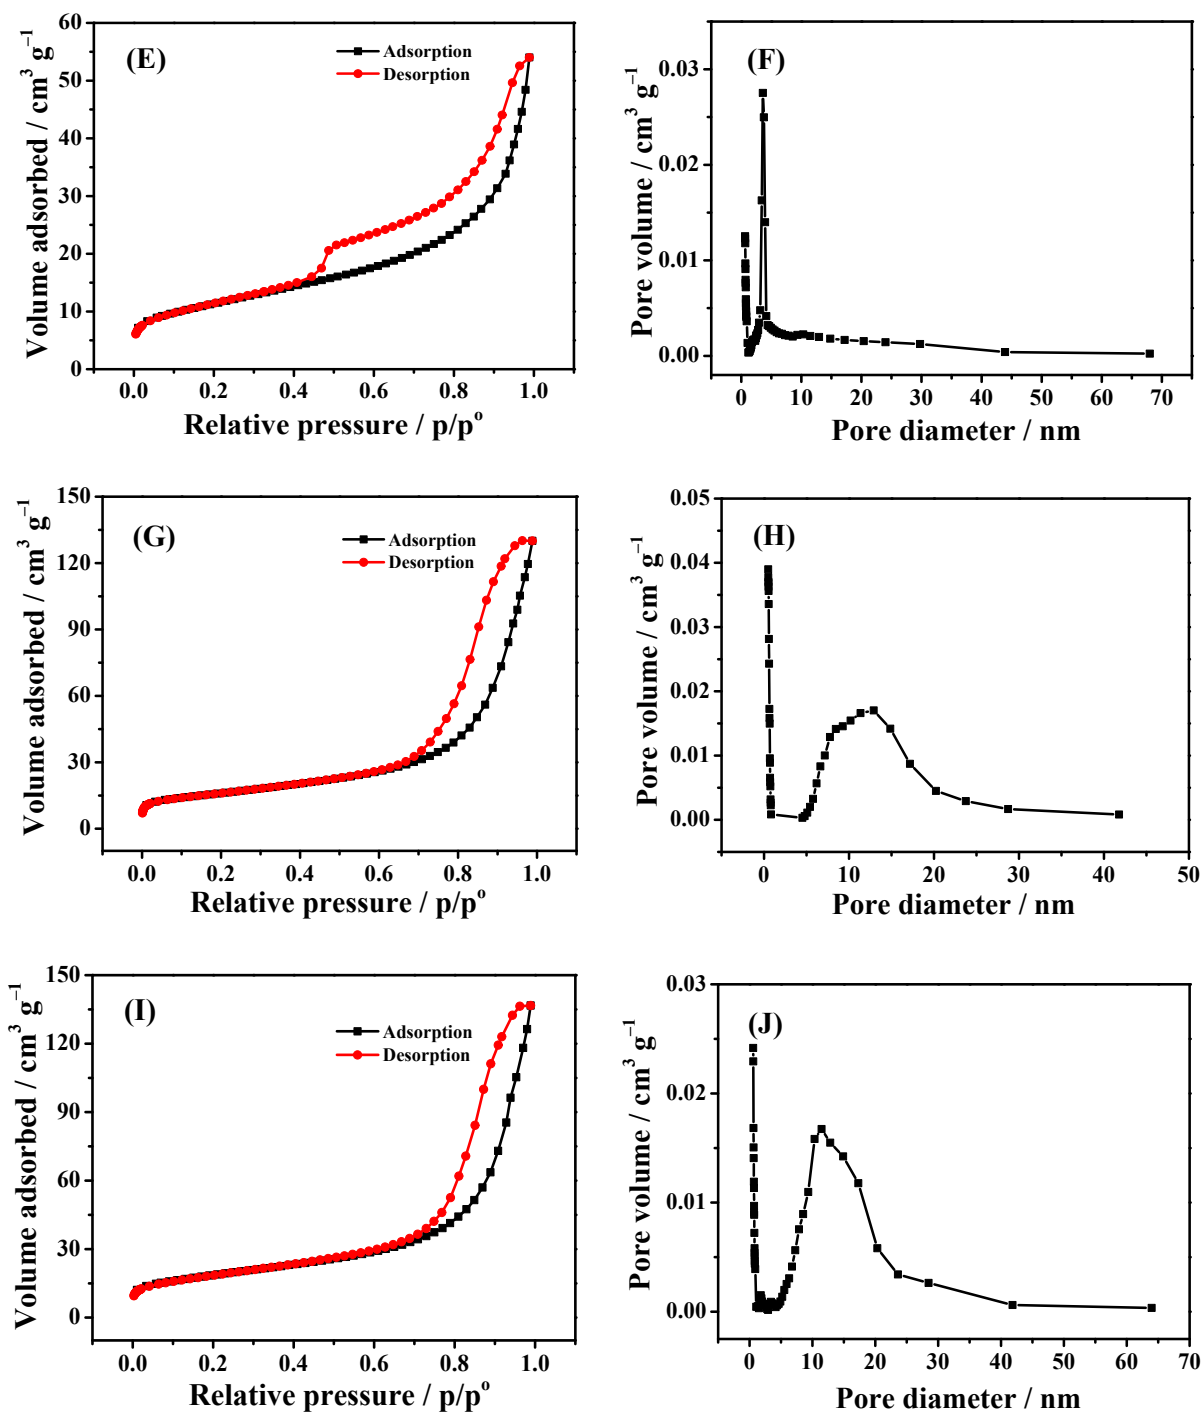 (E)
Adsorption
Desorption
Volume adsorbed / cm³ g⁻¹
60
50
40
30
20
10
0
0.0 0.2 0.4 0.6 0.8 1.0
Relative pressure / p/pº
(F)
Pore volume / cm³ g⁻¹
0.03
0.02
0.01
0.00
0 10 20 30 40 50 60 70
Pore diameter / nm
(G)
Adsorption
Desorption
Volume adsorbed / cm³ g⁻¹
150
120
90
60
30
0
0.0 0.2 0.4 0.6 0.8 1.0
Relative pressure / p/pº
(H)
Pore volume / cm³ g⁻¹
0.05
0.04
0.03
0.02
0.01
0.00
0 10 20 30 40 50
Pore diameter / nm
(I)
Adsorption
Desorption
Volume adsorbed / cm³ g⁻¹
150
120
90
60
30
0
0.0 0.2 0.4 0.6 0.8 1.0
Relative pressure / p/pº
(J)
Pore volume / cm³ g⁻¹
0.03
0.02
0.01
0.00
0 10 20 30 40 50 60 70
Pore diameter / nm